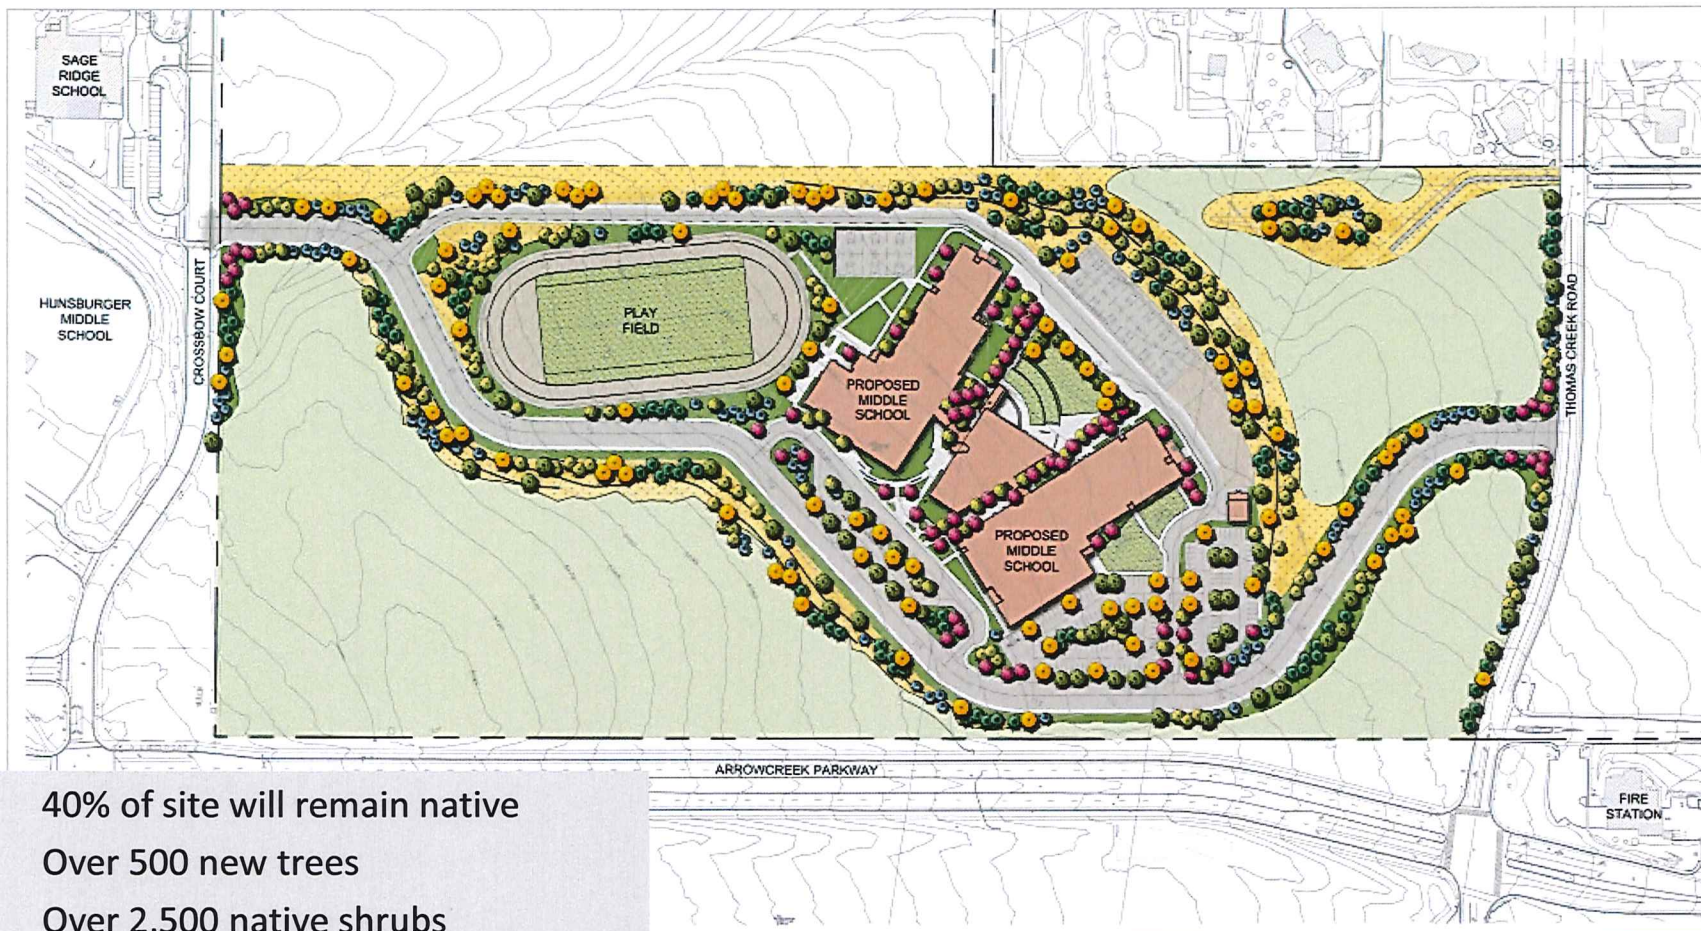 SAGE
RIDGE
SCHOOL
HUNSBURGER
MIDDLE
SCHOOL
CROSSBOW COURT
PLAY
FIELD
PROPOSED
MIDDLE
SCHOOL
PROPOSED
MIDDLE
SCHOOL
THOMAS CREEK ROAD
ARROWCREEK PARKWAY
FIRE
STATION
40% of site will remain native
Over 500 new trees
Over 2,500 native shrubs